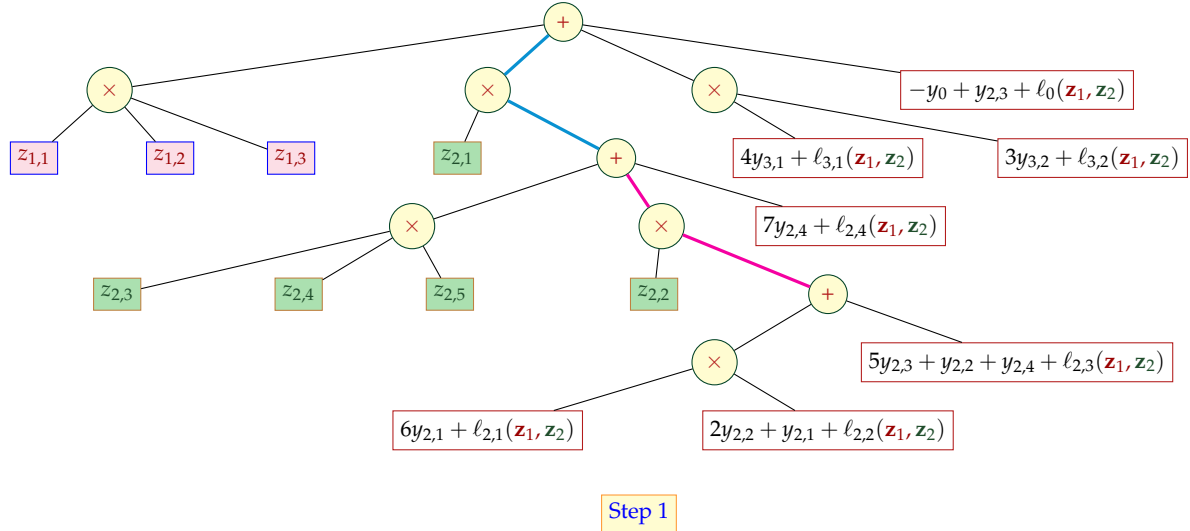 +
× × × −y₀ + y₂,₃ + ℓ₀(z₁, z₂)
z₁,₁ z₁,₂ z₁,₃ z₂,₁ + 4y₃,₁ + ℓ₃,₁(z₁, z₂) 3y₃,₂ + ℓ₃,₂(z₁, z₂)
× × 7y₂,₄ + ℓ₂,₄(z₁, z₂)
z₂,₃ z₂,₄ z₂,₅ z₂,₂ +
× 5y₂,₃ + y₂,₂ + y₂,₄ + ℓ₂,₃(z₁, z₂)
6y₂,₁ + ℓ₂,₁(z₁, z₂) 2y₂,₂ + y₂,₁ + ℓ₂,₂(z₁, z₂)
Step 1